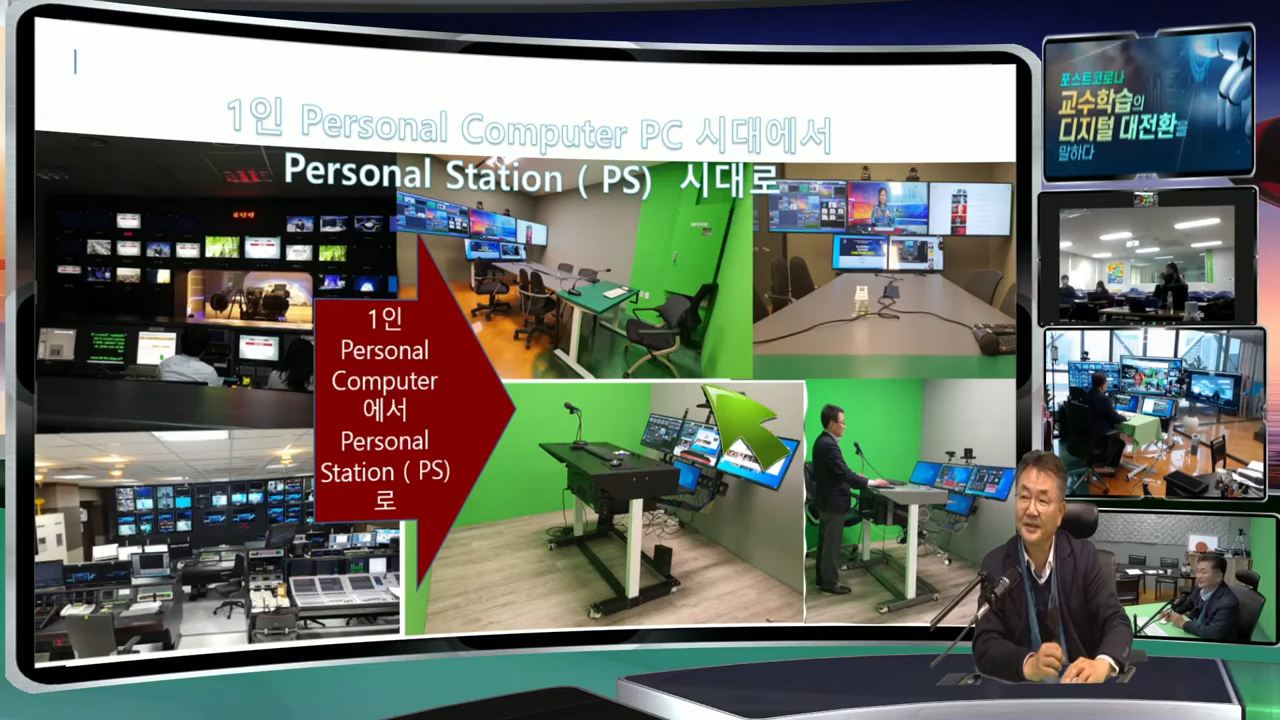 1인 Personal Computer PC 시대에서
Personal Station ( PS) 시대로
1인
Personal
Computer
에서
Personal
Station ( PS)
로
포스트코로나
교수학습의
디지털 대전환을
말하다